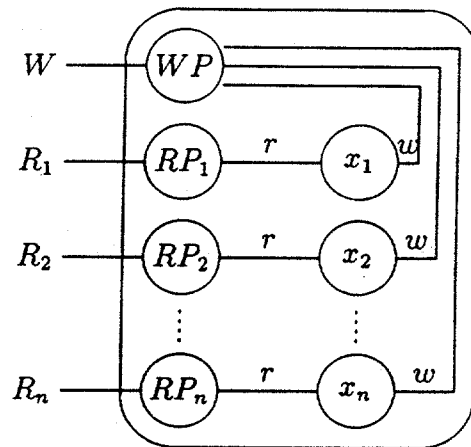 W WP
R₁ RP₁ r x₁ w
R₂ RP₂ r x₂ w
Rₙ RPₙ r xₙ w